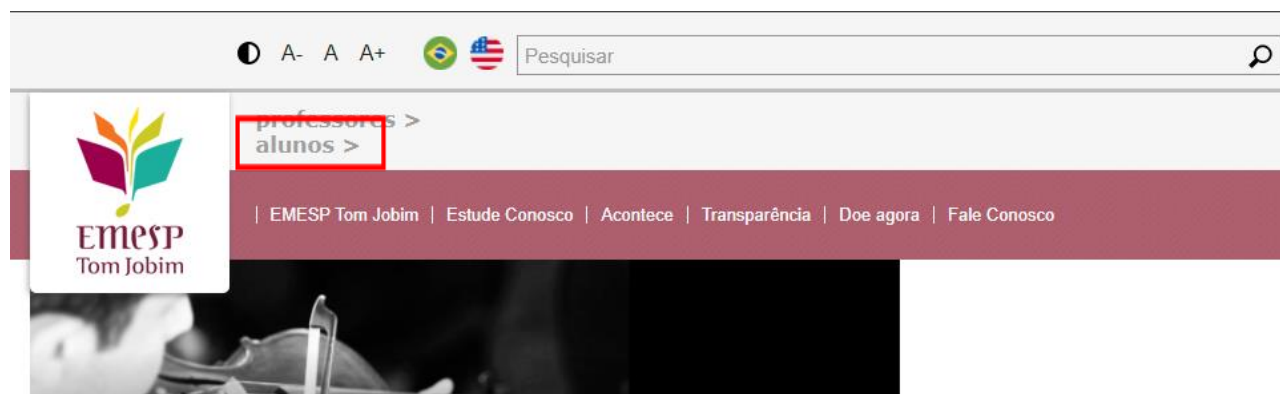 A- A A+
Pesquisar
professores >
alunos >
EMESP
Tom Jobim
| EMESP Tom Jobim | Estude Conosco | Acontece | Transparência | Doe agora | Fale Conosco